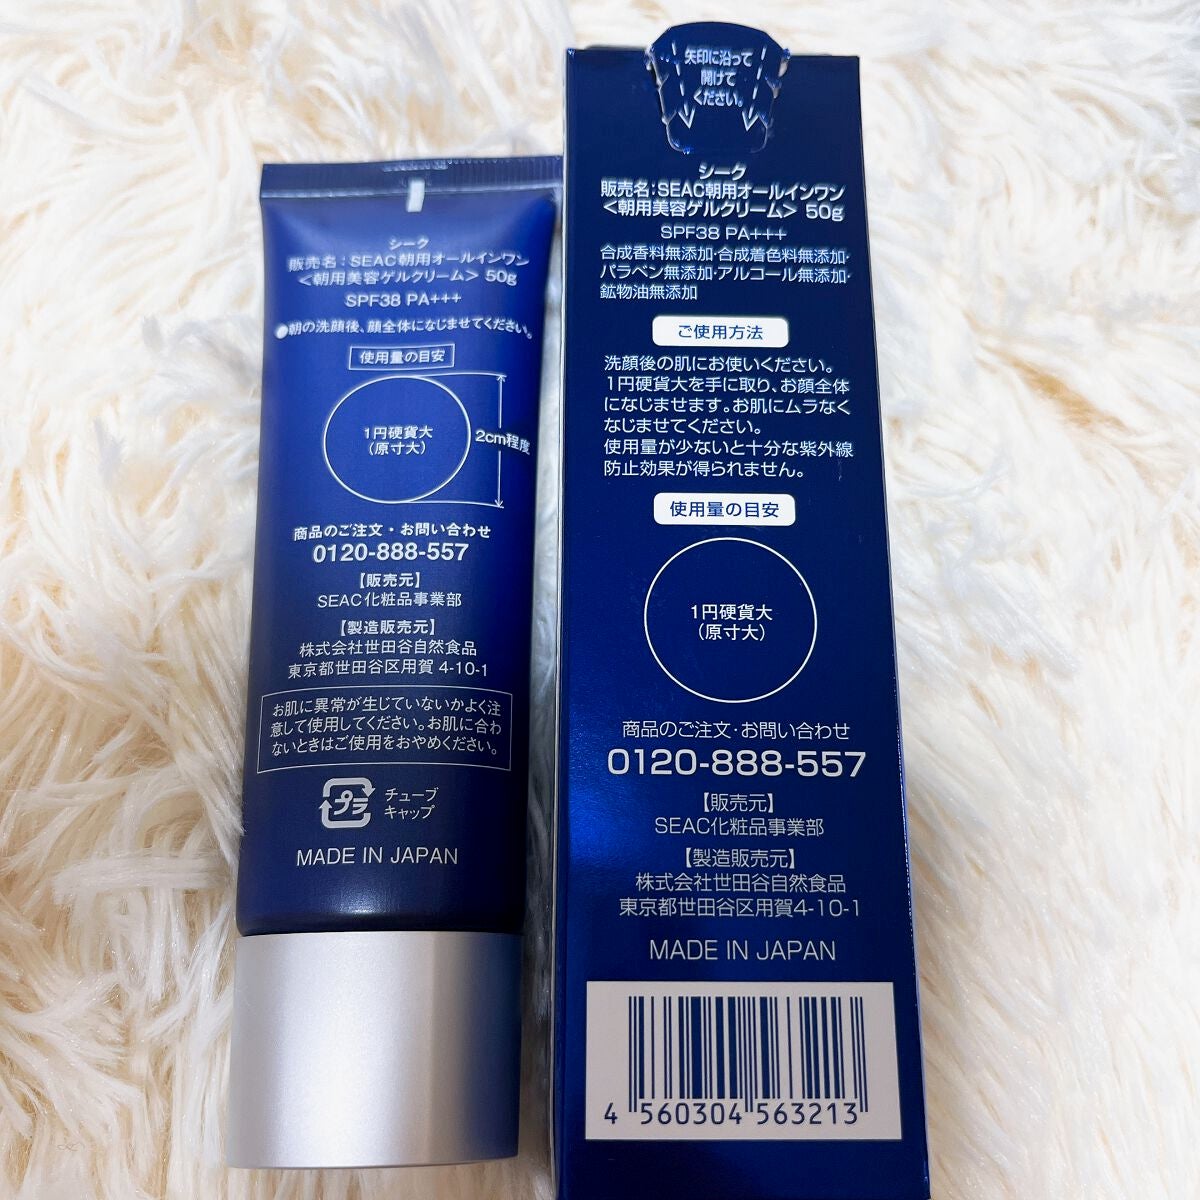 シーク
販売名：SEAC朝用オールインワン
＜朝用美容ゲルクリーム＞ 50g
SPF38 PA+++
●朝の洗顔後、顔全体になじませてください。
使用量の目安
1円硬貨大
（原寸大）
2cm程度
商品のご注文・お問い合わせ
0120-888-557
【販売元】
SEAC化粧品事業部
【製造販売元】
株式会社世田谷自然食品
東京都世田谷区用賀 4-10-1
お肌に異常が生じていないかよく注
意して使用してください。お肌に合わ
ないときはご使用をおやめください。
プラ
チューブ
キャップ
MADE IN JAPAN
矢印に沿って
開けて
ください。
シーク
販売名：SEAC朝用オールインワン
＜朝用美容ゲルクリーム＞ 50g
SPF38 PA+++
合成香料無添加・合成着色料無添加・
パラベン無添加・アルコール無添加・
鉱物油無添加
ご使用方法
洗顔後の肌にお使いください。
1円硬貨大を手に取り、お顔全体
になじませます。お肌にムラなく
なじませてください。
使用量が少ないと十分な紫外線
防止効果が得られません。
使用量の目安
1円硬貨大
（原寸大）
商品のご注文・お問い合わせ
0120-888-557
【販売元】
SEAC化粧品事業部
【製造販売元】
株式会社世田谷自然食品
東京都世田谷区用賀4-10-1
MADE IN JAPAN
4 560304 563213